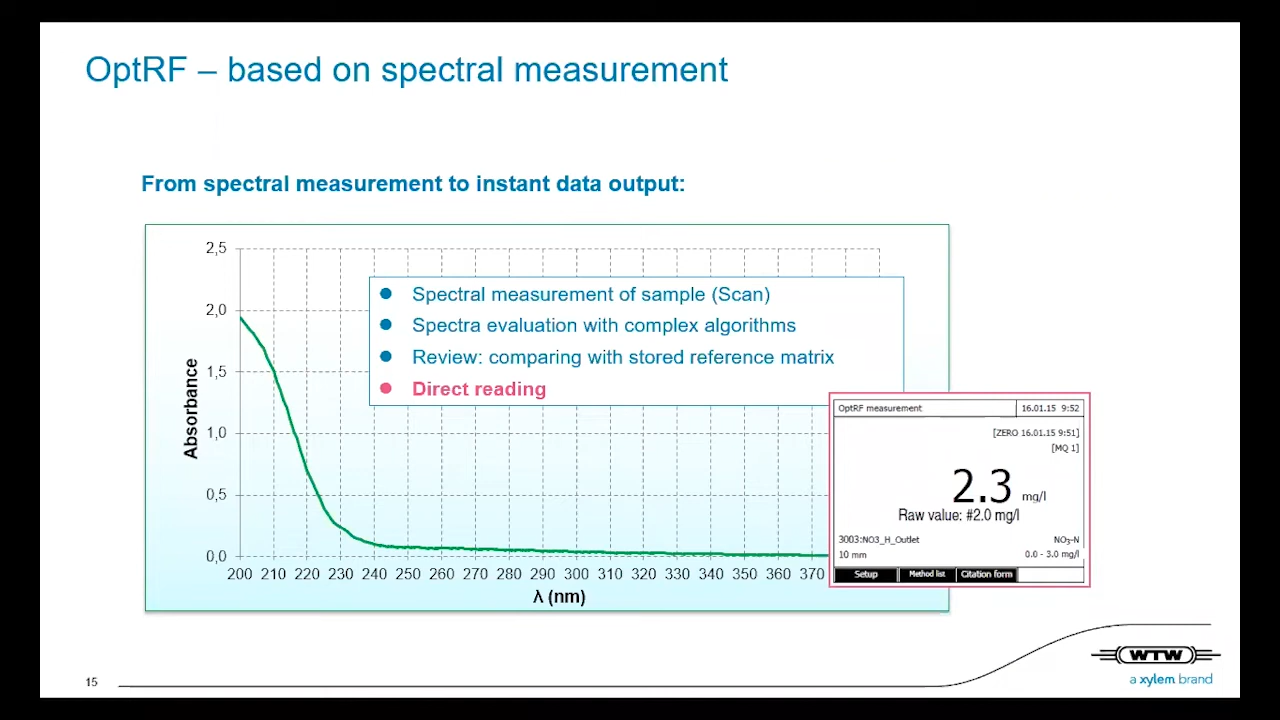 OptRF – based on spectral measurement
From spectral measurement to instant data output:
2,5
2,0
1,5
1,0
0,5
0,0
Absorbance
200 210 220 230 240 250 260 270 280 290 300 310 320 330 340 350 360 370
λ (nm)
Spectral measurement of sample (Scan)
Spectra evaluation with complex algorithms
Review: comparing with stored reference matrix
Direct reading
OptRF measurement 16.01.15 9:52
[ZERO 16.01.15 9:51]
[MQ 1]
2.3 mg/l
Raw value: #2.0 mg/l
3003:NO3_H_Outlet NO₃-N
10 mm 0.0 - 3.0 mg/l
Setup Method list Citation form
WTW
a xylem brand
15